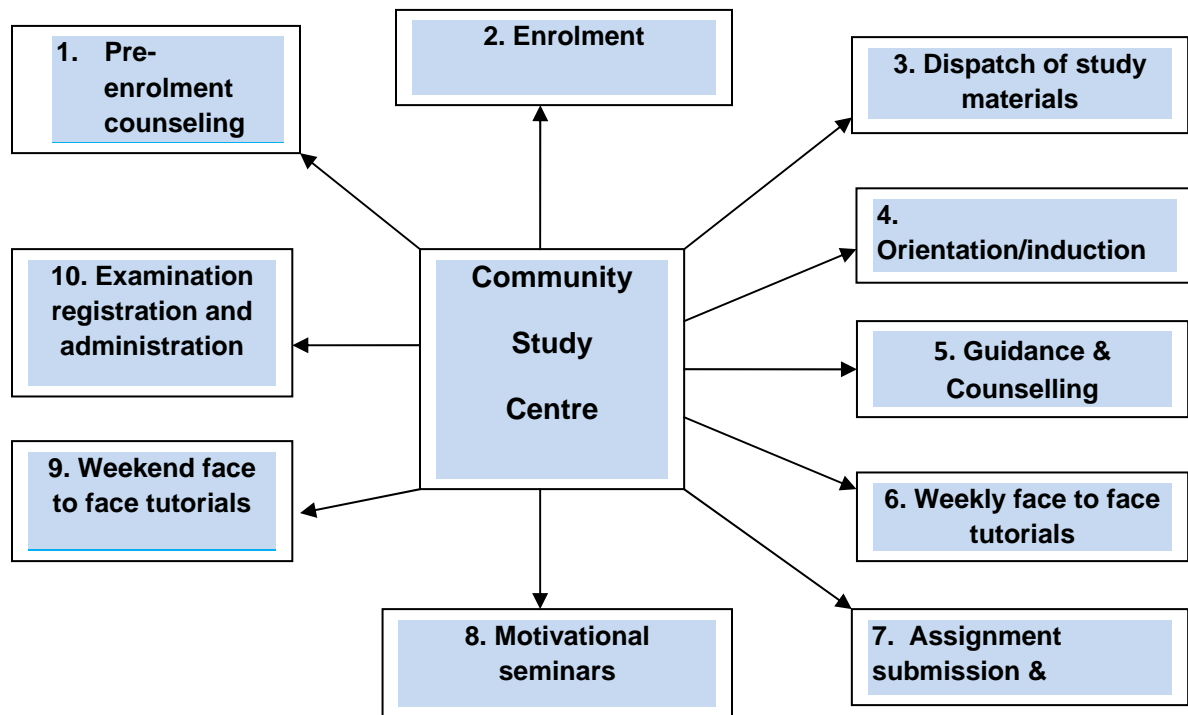 1. Pre-
enrolment
counseling
2. Enrolment
3. Dispatch of study
materials
4.
Orientation/induction
Community
Study
Centre
10. Examination
registration and
administration
5. Guidance &
Counselling
9. Weekend face
to face tutorials
6. Weekly face to face
tutorials
8. Motivational
seminars
7. Assignment
submission &